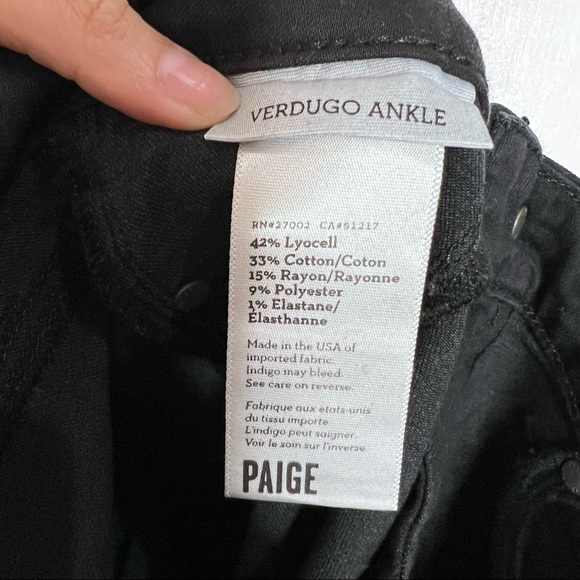 VERDUGO ANKLE
RN#27002 CA#51217
42% Lyocell
33% Cotton/Coton
15% Rayon/Rayonne
9% Polyester
1% Elastane/
Élasthanne
Made in the USA of
imported fabric.
Indigo may bleed.
See care on reverse.
Fabrique aux etats-unis
du tissu importe
L'indigo peut saigner.
Voir le soin sur l'inverse.
PAIGE